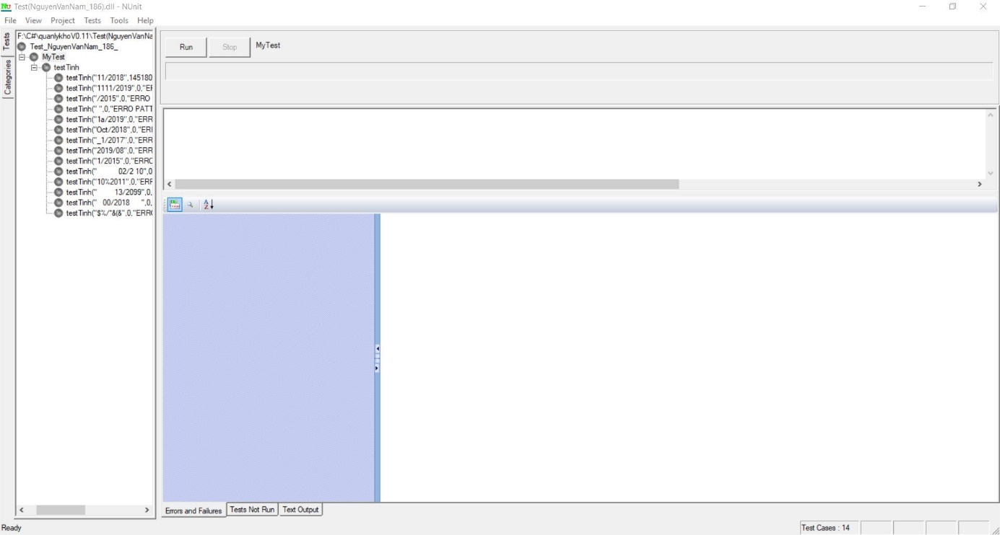 Test(NguyenVanNam_186).dll - NUnit
File View Project Tests Tools Help
Tests
Categories
F:\C#\quanlykhoV0.11\Test(NguyenVanNa
Test_NguyenVanNam_186_
MyTest
testTinh
testTinh("11/2018",145180
testTinh("1111/2019",0,"EF
testTinh("/2015",0,"ERRO
testTinh(" ",0,"ERRO PATT
testTinh("1a/2019",0,"ERR
testTinh("Oct/2018",0,"ERI
testTinh("_1/2017",0,"ERR
testTinh("2019/08",0,"ERR
testTinh("1/2015",0,"ERRC
testTinh("        02/2 10",0
testTinh("10%2011",0,"ERF
testTinh("        13/2099",0,
testTinh("   00/2018     ",0,
testTinh("$%/^&(&",0,"ERR(
Run Stop MyTest
Errors and Failures Tests Not Run Text Output
Ready
Test Cases : 14